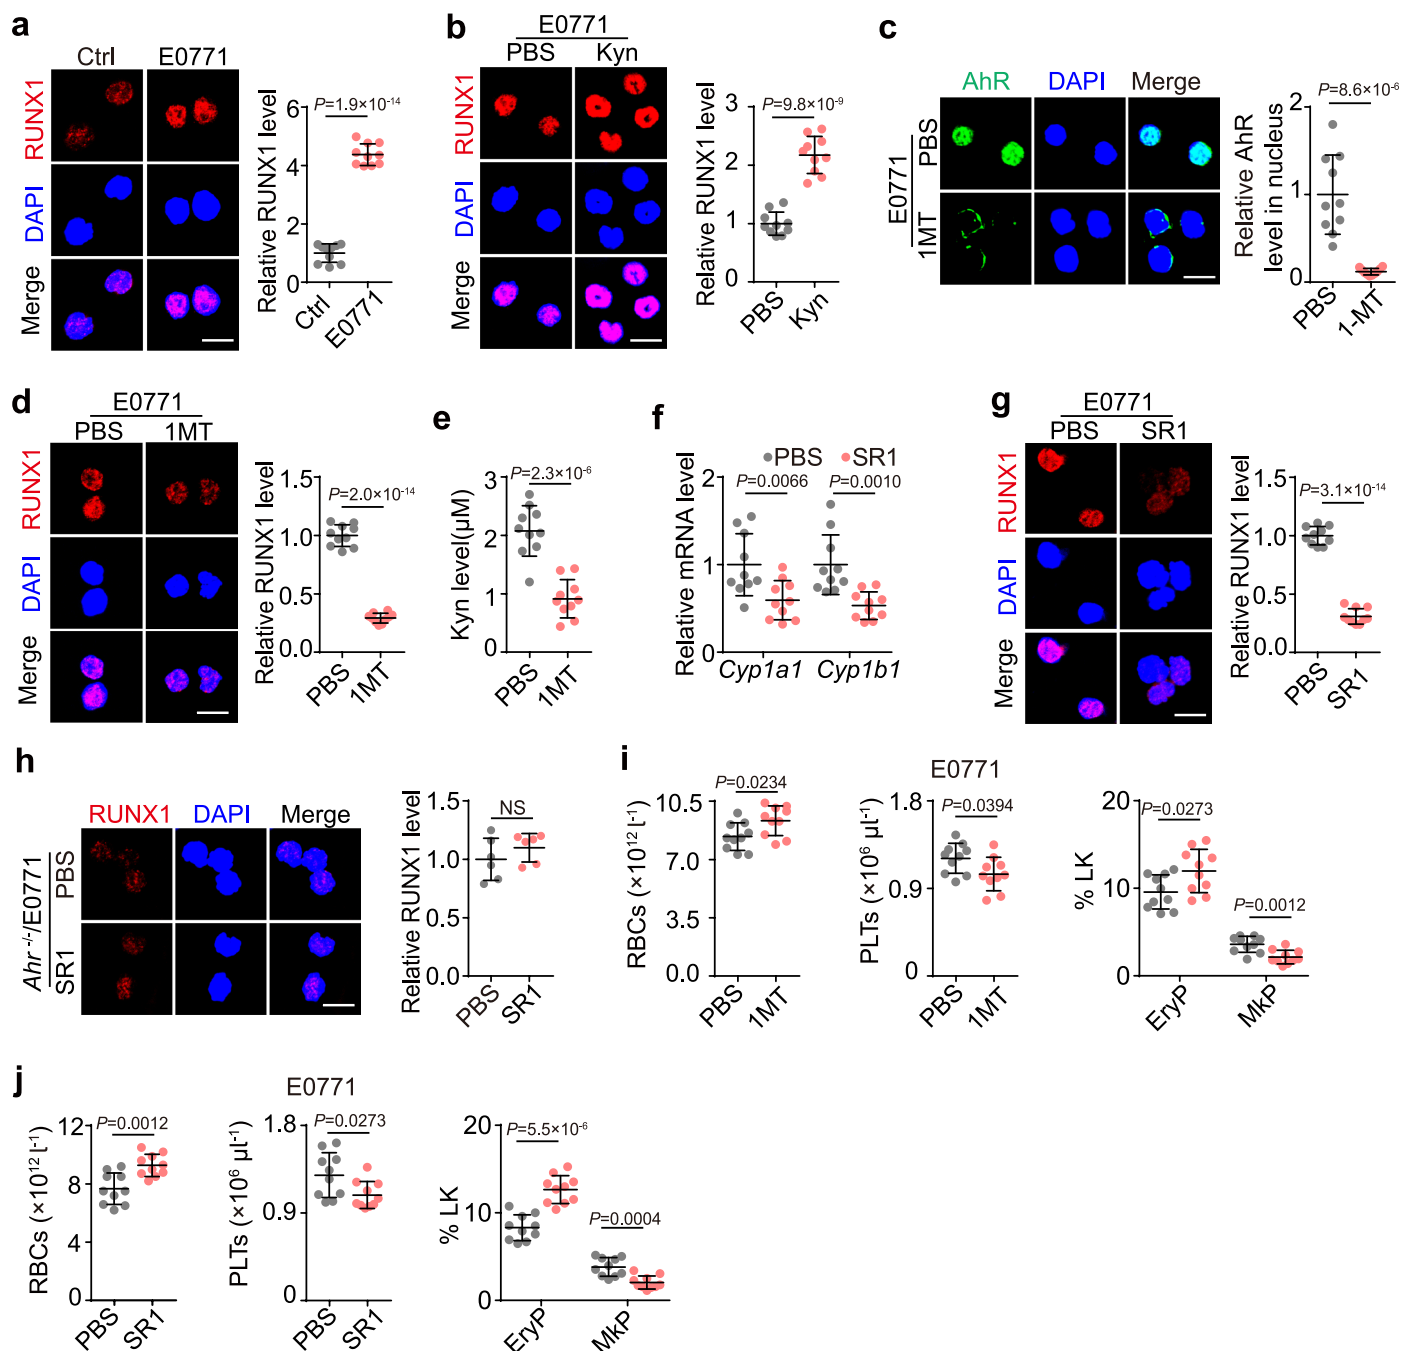 a
Ctrl
E0771
RUNX1
DAPI
Merge
Relative RUNX1 level
6
4
2
0
P=1.9×10-14
Ctrl
E0771
b
E0771
PBS
Kyn
RUNX1
DAPI
Merge
Relative RUNX1 level
3
2
1
0
P=9.8×10-9
PBS
Kyn
c
AhR
DAPI
Merge
E0771
PBS
1MT
Relative AhR
level in nucleus
2
1
0
P=8.6×10-6
PBS
1-MT
d
E0771
PBS
1MT
RUNX1
DAPI
Merge
Relative RUNX1 level
1.5
1.0
0.5
0.0
P=2.0×10-14
PBS
1MT
e
Kyn level(μM)
3
2
1
0
P=2.3×10-6
PBS
1MT
f
PBS
SR1
Relative mRNA level
2
1
0
P=0.0066
P=0.0010
Cyp1a1
Cyp1b1
g
E0771
PBS
SR1
RUNX1
DAPI
Merge
Relative RUNX1 level
1.5
1.0
0.5
0.0
P=3.1×10-14
PBS
SR1
h
RUNX1
DAPI
Merge
Ahr-/-/E0771
PBS
SR1
Relative RUNX1 level
1.5
1.0
0.5
0.0
NS
PBS
SR1
i
E0771
RBCs (×1012 l-1)
10.5
7.0
3.5
0.0
P=0.0234
PBS
1MT
PLTs (×106 μl-1)
1.8
0.9
0
P=0.0394
PBS
1MT
% LK
20
10
0
P=0.0273
P=0.0012
EryP
MkP
j
E0771
RBCs (×1012 l-1)
12
8
4
0
P=0.0012
PBS
SR1
PLTs (×106 μl-1)
1.8
0.9
0
P=0.0273
PBS
SR1
% LK
20
10
0
P=5.5×10-6
P=0.0004
EryP
MkP